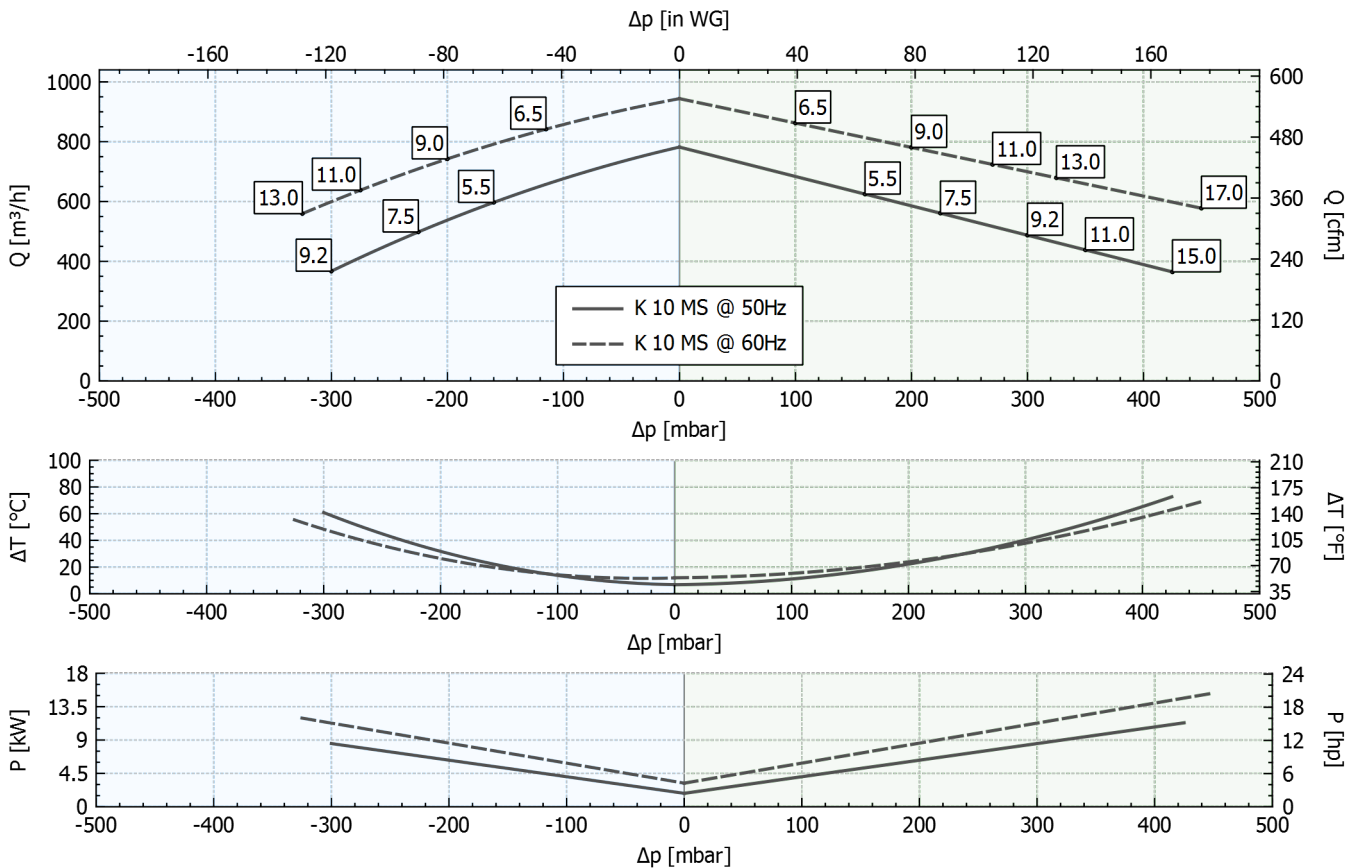 Δp [in WG]
-160 -120 -80 -40 0 40 80 120 160
1000 800 600 400 200 0
Q [m³/h]
600 480 360 240 120 0
Q [cfm]
13.0 11.0 9.0 6.5 6.5 9.0 11.0 13.0 17.0
9.2 7.5 5.5 5.5 7.5 9.2 11.0 15.0
K 10 MS @ 50Hz
K 10 MS @ 60Hz
-500 -400 -300 -200 -100 0 100 200 300 400 500
Δp [mbar]
100 80 60 40 20 0
ΔT [°C]
210 175 140 105 70 35
ΔT [°F]
-500 -400 -300 -200 -100 0 100 200 300 400 500
Δp [mbar]
18 13.5 9 4.5 0
P [kW]
24 18 12 6 0
P [hp]
-500 -400 -300 -200 -100 0 100 200 300 400 500
Δp [mbar]